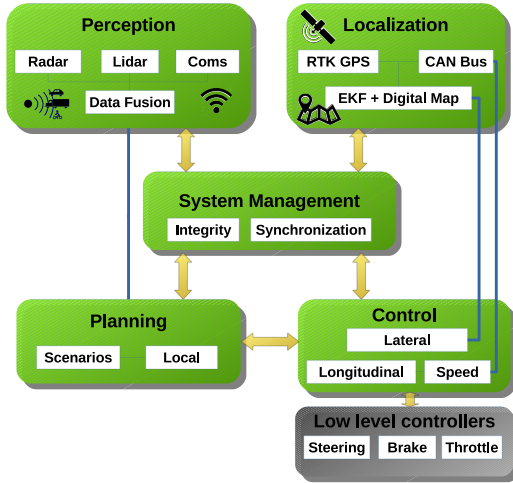 Perception
Radar
Lidar
Coms
Data Fusion
Localization
RTK GPS
CAN Bus
EKF + Digital Map
System Management
Integrity
Synchronization
Planning
Scenarios
Local
Control
Lateral
Longitudinal
Speed
Low level controllers
Steering
Brake
Throttle